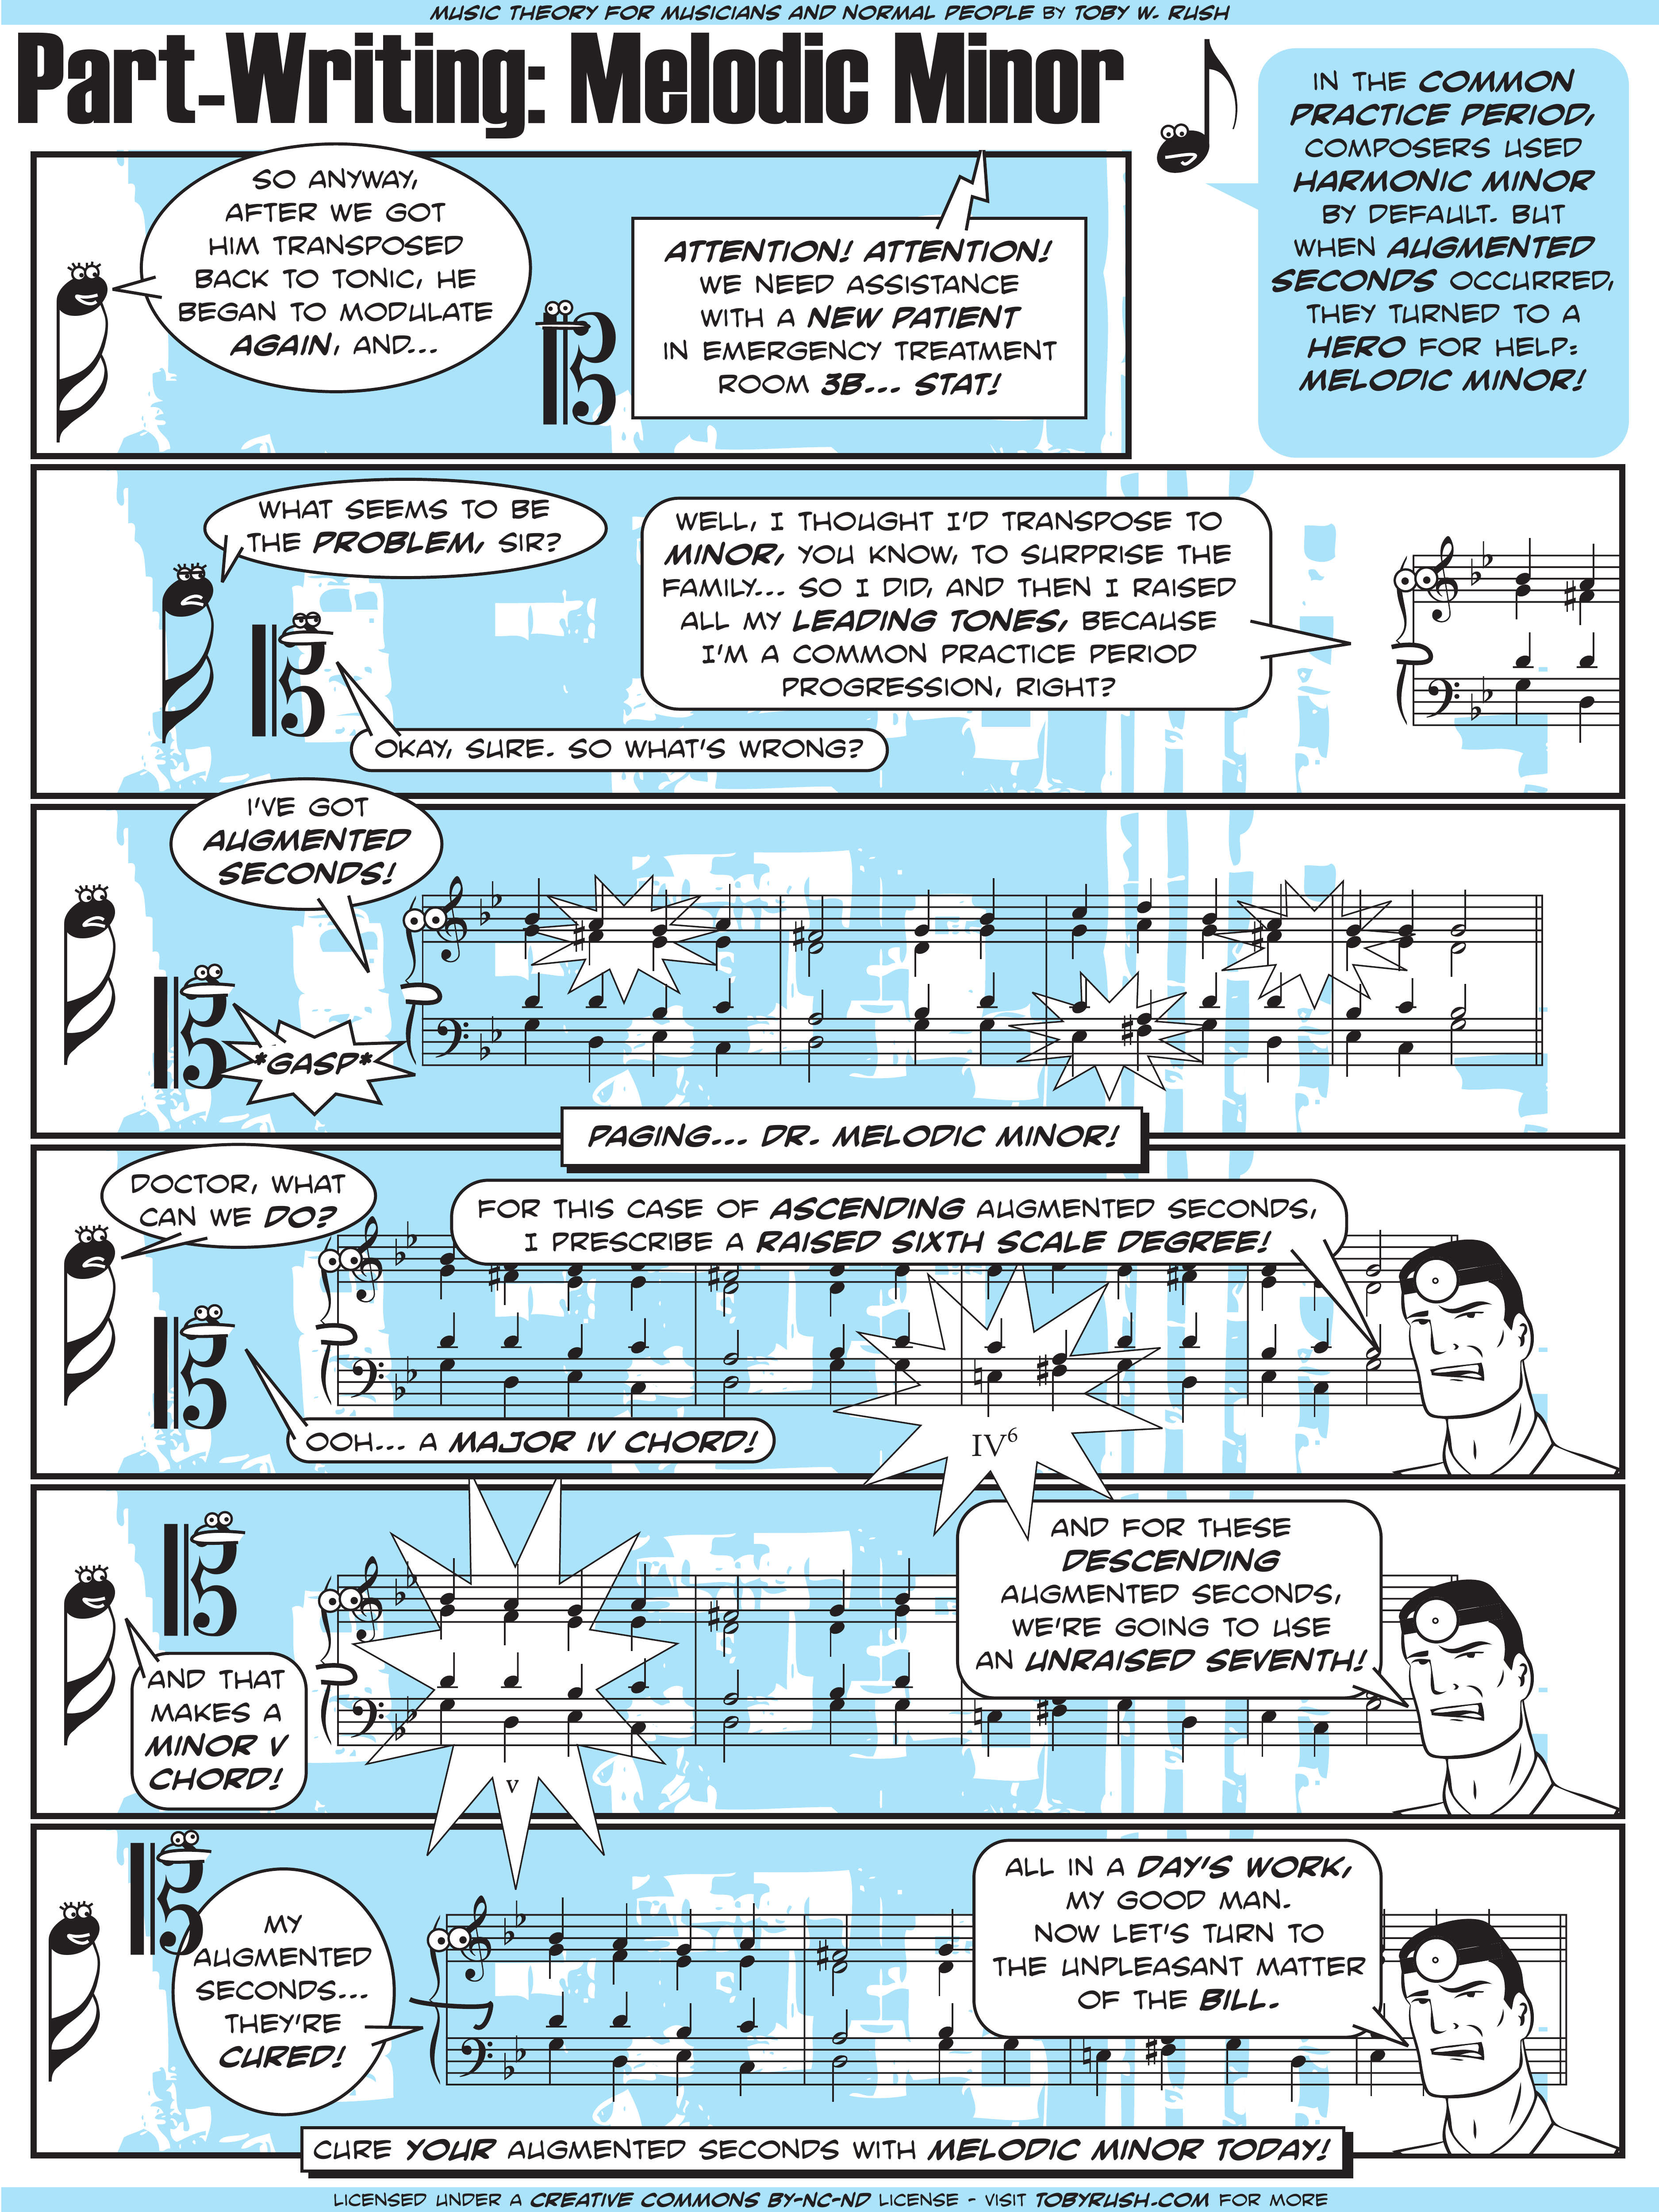 MUSIC THEORY FOR MUSICIANS AND NORMAL PEOPLE BY TOBY W. RUSH
Part-Writing: Melodic Minor
IN THE COMMON
PRACTICE PERIOD,
COMPOSERS USED
HARMONIC MINOR
BY DEFAULT. BUT
WHEN AUGMENTED
SECONDS OCCURRED,
THEY TURNED TO A
HERO FOR HELP:
MELODIC MINOR!
SO ANYWAY,
AFTER WE GOT
HIM TRANSPOSED
BACK TO TONIC, HE
BEGAN TO MODULATE
AGAIN, AND...
ATTENTION! ATTENTION!
WE NEED ASSISTANCE
WITH A NEW PATIENT
IN EMERGENCY TREATMENT
ROOM 3B... STAT!
WHAT SEEMS TO BE
THE PROBLEM, SIR?
WELL, I THOUGHT I'D TRANSPOSE TO
MINOR, YOU KNOW, TO SURPRISE THE
FAMILY... SO I DID, AND THEN I RAISED
ALL MY LEADING TONES, BECAUSE
I'M A COMMON PRACTICE PERIOD
PROGRESSION, RIGHT?
OKAY, SURE. SO WHAT'S WRONG?
I'VE GOT
AUGMENTED
SECONDS!
*GASP*
PAGING... DR. MELODIC MINOR!
DOCTOR, WHAT
CAN WE DO?
FOR THIS CASE OF ASCENDING AUGMENTED SECONDS,
I PRESCRIBE A RAISED SIXTH SCALE DEGREE!
OOH... A MAJOR IV CHORD!
IV6
AND FOR THESE
DESCENDING
AUGMENTED SECONDS,
WE'RE GOING TO USE
AN UNRAISED SEVENTH!
AND THAT
MAKES A
MINOR V
CHORD!
v
MY
AUGMENTED
SECONDS...
THEY'RE
CURED!
ALL IN A DAY'S WORK,
MY GOOD MAN.
NOW LET'S TURN TO
THE UNPLEASANT MATTER
OF THE BILL.
CURE YOUR AUGMENTED SECONDS WITH MELODIC MINOR TODAY!
LICENSED UNDER A CREATIVE COMMONS BY-NC-ND LICENSE - VISIT TOBYRUSH.COM FOR MORE